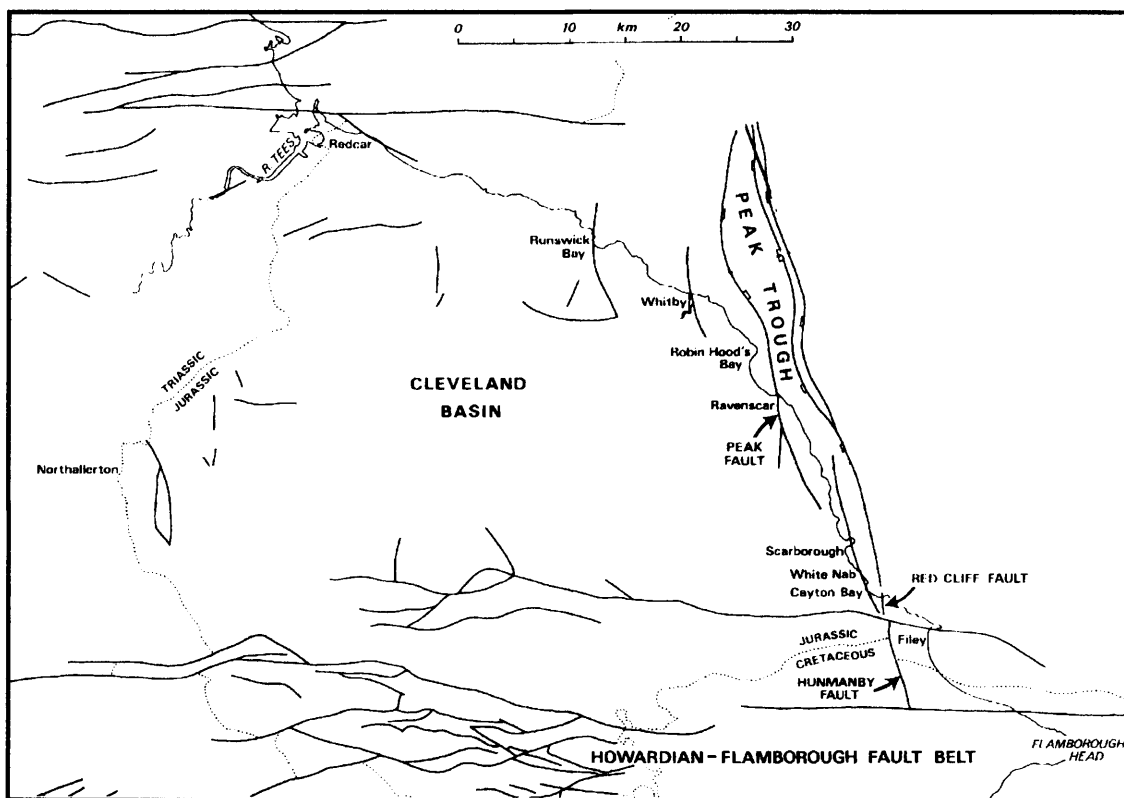 0 10 km 20 30
R TEES
Redcar
PEAK TROUGH
Runswick
Bay
Whitby
Robin Hood's
Bay
TRIASSIC
JURASSIC
CLEVELAND
BASIN
Ravenscar
PEAK
FAULT
Northallerton
Scarborough
White Nab
Cayton Bay
RED CLIFF FAULT
JURASSIC
Filey
CRETACEOUS
HUNMANBY
FAULT
HOWARDIAN-FLAMBOROUGH FAULT BELT
FLAMBOROUGH
HEAD